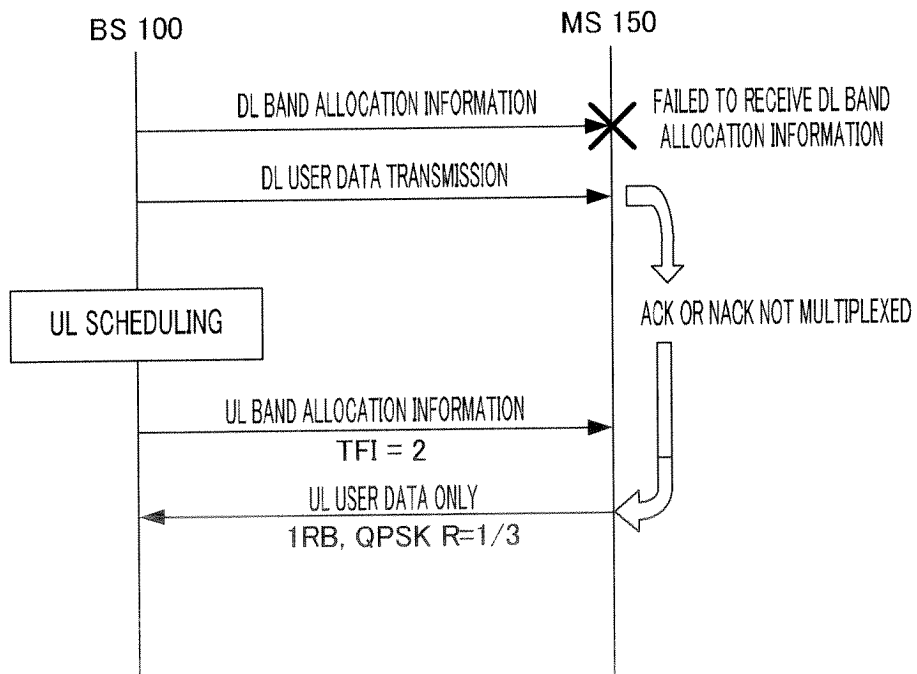 BS 100
MS 150
DL BAND ALLOCATION INFORMATION
FAILED TO RECEIVE DL BAND
ALLOCATION INFORMATION
DL USER DATA TRANSMISSION
UL SCHEDULING
ACK OR NACK NOT MULTIPLEXED
UL BAND ALLOCATION INFORMATION
TFI = 2
UL USER DATA ONLY
1RB, QPSK R=1/3